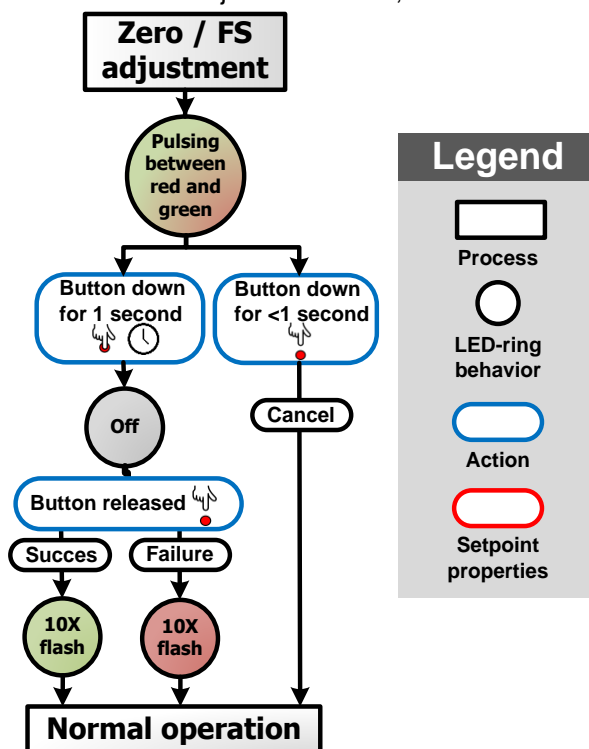 Zero / FS
adjustment
Pulsing
between
red and
green
Button down
for 1 second
Button down
for <1 second
Off
Cancel
Button released
Succes
Failure
10X
flash
10X
flash
Normal operation
Legend
Process
LED-ring
behavior
Action
Setpoint
properties